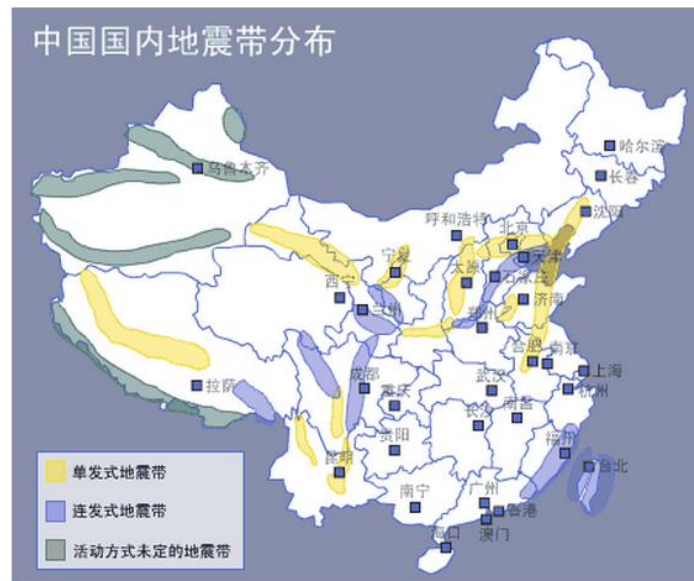 中国国内地震带分布
哈尔滨
乌鲁木齐
长春
沈阳
呼和浩特
北京
天津
宁夏
太原
石家庄
西宁
济南
兰州
郑州
合肥
南京
上海
成都
拉萨
重庆
武汉
杭州
长沙
南昌
贵阳
福州
昆明
台北
南宁
广州
香港
澳门
海口
单发式地震带
连发式地震带
活动方式未定的地震带